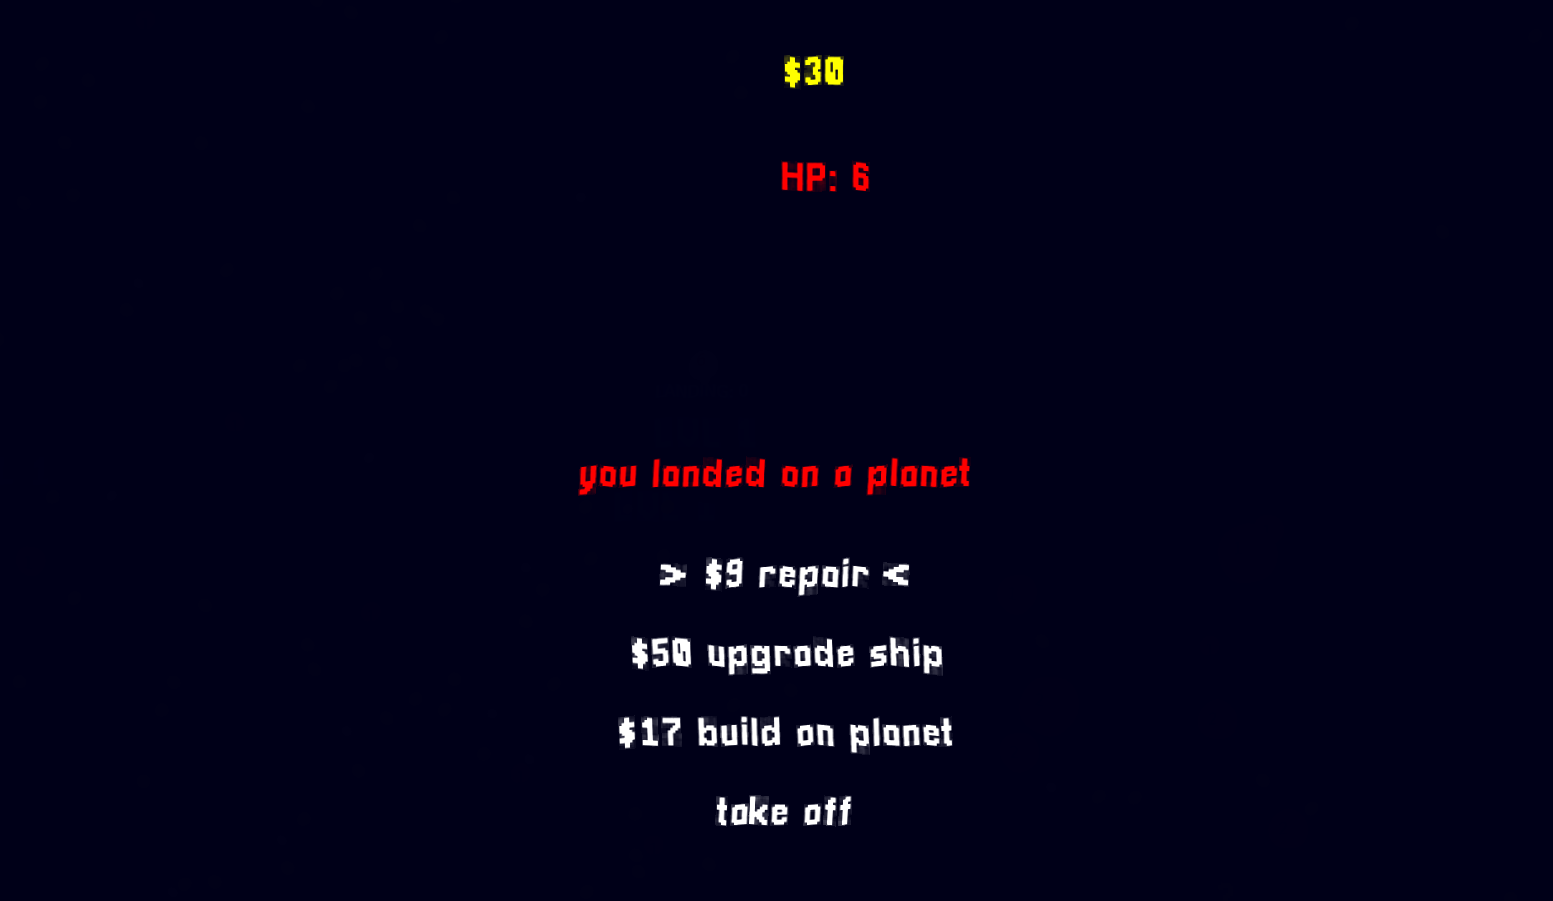 $30
HP: 6
you landed on a planet
> $9 repair <
$50 upgrade ship
$17 build on planet
take off